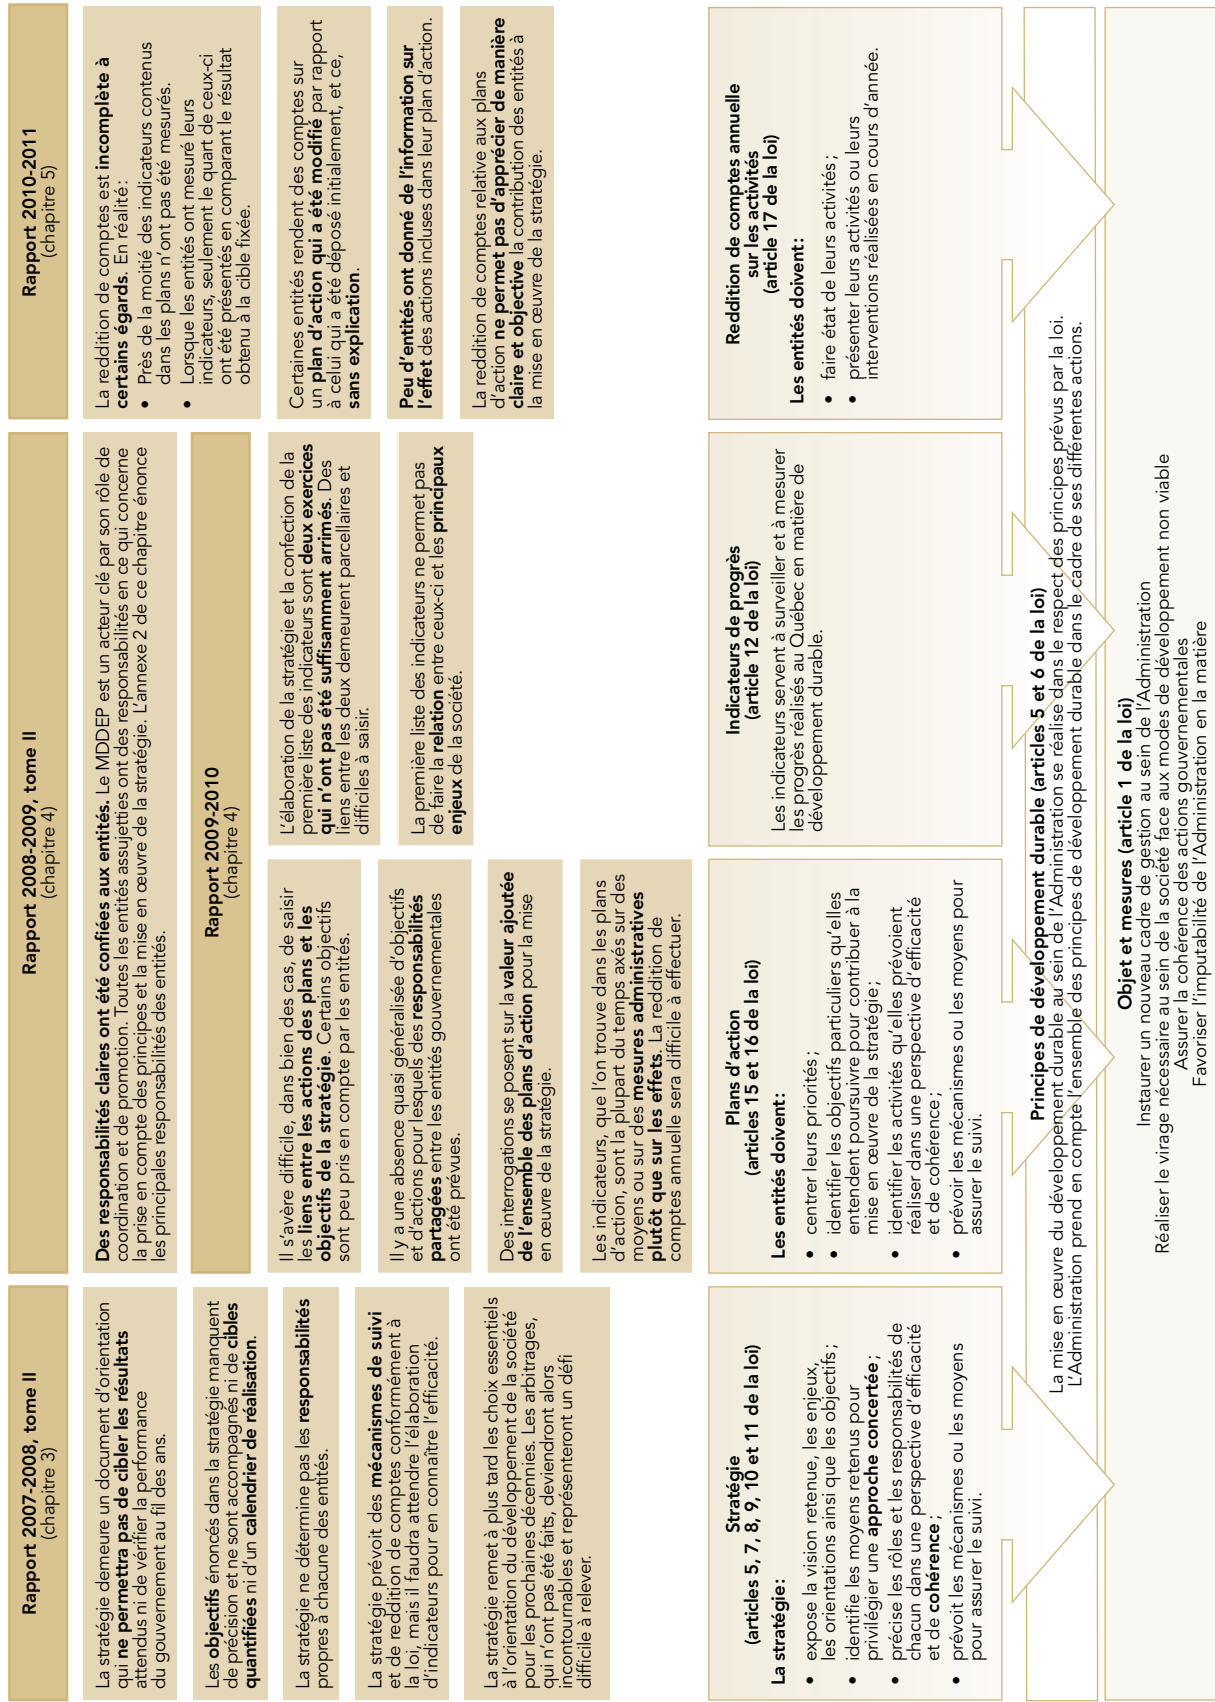 Rapport 2007-2008, tome II
(chapitre 3)
La stratégie demeure un document d'orientation
qui ne permettra pas de cibler les résultats
attendus ni de vérifier la performance
du gouvernement au fil des ans.
Les objectifs énoncés dans la stratégie manquent
de précision et ne sont accompagnés ni de cibles
quantifiées ni d'un calendrier de réalisation.
La stratégie ne détermine pas les responsabilités
propres à chacune des entités.
La stratégie prévoit des mécanismes de suivi
et de reddition de comptes conformément à
la loi, mais il faudra attendre l'élaboration
d'indicateurs pour en connaître l'efficacité.
La stratégie remet à plus tard les choix essentiels
à l'orientation du développement de la société
pour les prochaines décennies. Les arbitrages,
qui n'ont pas été faits, deviendront alors
incontournables et représenteront un défi
difficile à relever.
Rapport 2008-2009, tome II
(chapitre 4)
Des responsabilités claires ont été confiées aux entités. Le MDDEP est un acteur clé par son rôle de
coordination et de promotion. Toutes les entités assujetties ont des responsabilités en ce qui concerne
la prise en compte des principes et la mise en œuvre de la stratégie. L'annexe 2 de ce chapitre énonce
les principales responsabilités des entités.
Rapport 2009-2010
(chapitre 4)
Il s'avère difficile, dans bien des cas, de saisir
les liens entre les actions des plans et les
objectifs de la stratégie. Certains objectifs
sont peu pris en compte par les entités.
Il y a une absence quasi généralisée d'objectifs
et d'actions pour lesquels des responsabilités
partagées entre les entités gouvernementales
ont été prévues.
Des interrogations se posent sur la valeur ajoutée
de l'ensemble des plans d'action pour la mise
en œuvre de la stratégie.
Les indicateurs, que l'on trouve dans les plans
d'action, sont la plupart du temps axés sur des
moyens ou sur des mesures administratives
plutôt que sur les effets. La reddition de
comptes annuelle sera difficile à effectuer.
L'élaboration de la stratégie et la confection de la
première liste des indicateurs sont deux exercices
qui n'ont pas été suffisamment arrimés. Des
liens entre les deux demeurent parcellaires et
difficiles à saisir.
La première liste des indicateurs ne permet pas
de faire la relation entre ceux-ci et les principaux
enjeux de la société.
Rapport 2010-2011
(chapitre 5)
La reddition de comptes est incomplète à
certains égards. En réalité:
• Près de la moitié des indicateurs contenus
dans les plans n'ont pas été mesurés.
• Lorsque les entités ont mesuré leurs
indicateurs, seulement le quart de ceux-ci
ont été présentés en comparant le résultat
obtenu à la cible fixée.
Certaines entités rendent des comptes sur
un plan d'action qui a été modifié par rapport
à celui qui a été déposé initialement, et ce,
sans explication.
Peu d'entités ont donné de l'information sur
l'effet des actions incluses dans leur plan d'action.
La reddition de comptes relative aux plans
d'action ne permet pas d'apprécier de manière
claire et objective la contribution des entités à
la mise en œuvre de la stratégie.
Stratégie
(articles 5, 7, 8, 9, 10 et 11 de la loi)
La stratégie:
• expose la vision retenue, les enjeux,
les orientations ainsi que les objectifs;
• identifie les moyens retenus pour
privilégier une approche concertée;
• précise les rôles et les responsabilités de
chacun dans une perspective d'efficacité
et de cohérence;
• prévoit les mécanismes ou les moyens
pour assurer le suivi.
Plans d'action
(articles 15 et 16 de la loi)
Les entités doivent:
• centrer leurs priorités;
• identifier les objectifs particuliers qu'elles
entendent poursuivre pour contribuer à la
mise en œuvre de la stratégie;
• identifier les activités qu'elles prévoient
réaliser dans une perspective d'efficacité
et de cohérence;
• prévoir les mécanismes ou les moyens pour
assurer le suivi.
Indicateurs de progrès
(article 12 de la loi)
Les indicateurs servent à surveiller et à mesurer
les progrès réalisés au Québec en matière de
développement durable.
Reddition de comptes annuelle
sur les activités
(article 17 de la loi)
Les entités doivent:
• faire état de leurs activités;
• présenter leurs activités ou leurs
interventions réalisées en cours d'année.
Principes de développement durable (articles 5 et 6 de la loi)
La mise en œuvre du développement durable au sein de l'Administration se réalise dans le respect des principes prévus par la loi.
L'Administration prend en compte l'ensemble des principes de développement durable dans le cadre de ses différentes actions.
Objet et mesures (article 1 de la loi)
Instaurer un nouveau cadre de gestion au sein de l'Administration
Réaliser le virage nécessaire au sein de la société face aux modes de développement non viable
Assurer la cohérence des actions gouvernementales
Favoriser l'imputabilité de l'Administration en la matière